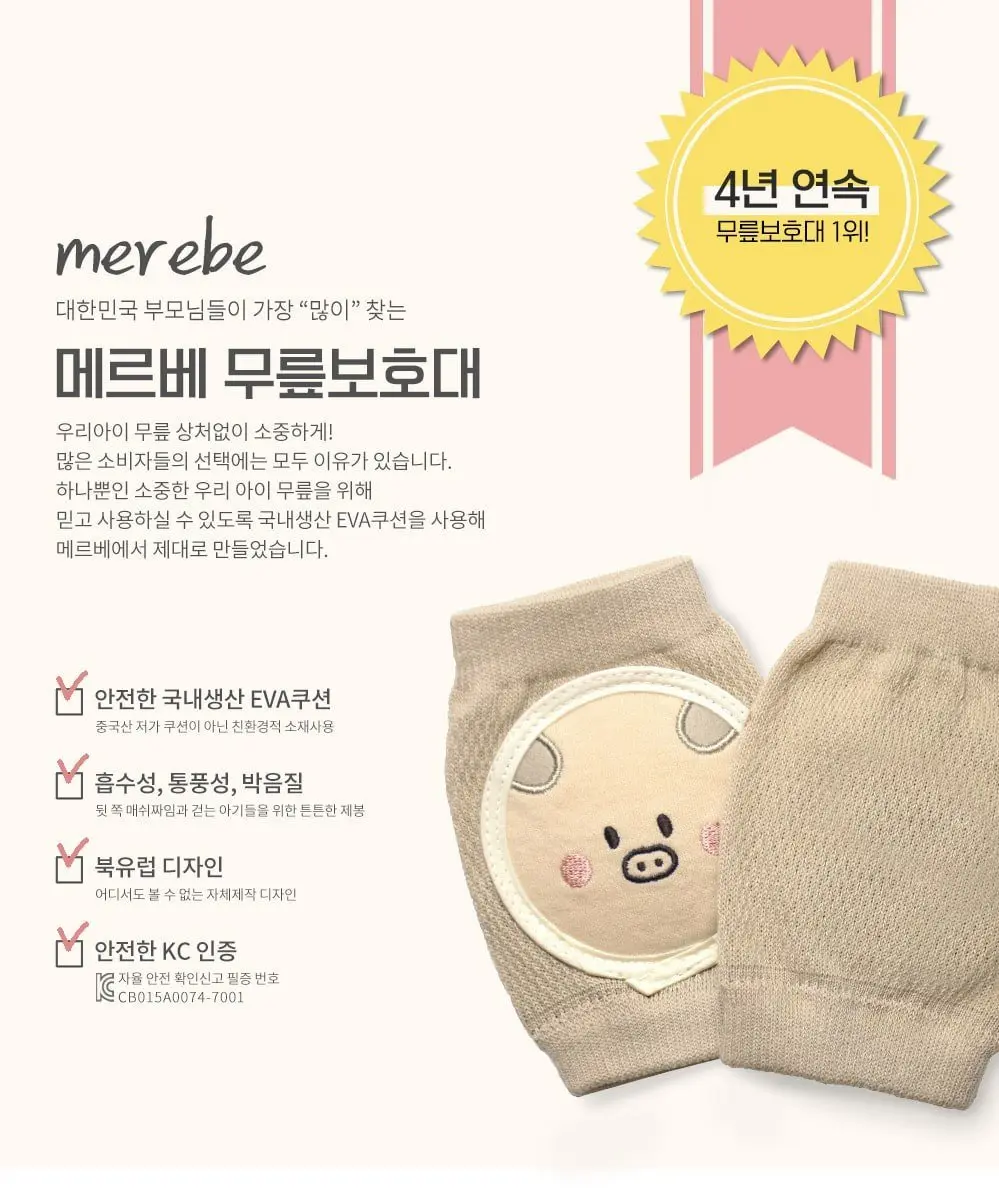 4년 연속
무릎보호대 1위!
merebe
대한민국 부모님들이 가장 “많이” 찾는
메르베 무릎보호대
우리아이 무릎 상처없이 소중하게!
많은 소비자들의 선택에는 모두 이유가 있습니다.
하나뿐인 소중한 우리 아이 무릎을 위해
믿고 사용하실 수 있도록 국내생산 EVA쿠션을 사용해
메르베에서 제대로 만들었습니다.
안전한 국내생산 EVA쿠션
중국산 저가 쿠션이 아닌 친환경적 소재사용
흡수성, 통풍성, 박음질
뒷 쪽 매쉬짜임과 걷는 아기들을 위한 튼튼한 제봉
북유럽 디자인
어디서도 볼 수 없는 자체제작 디자인
안전한 KC 인증
KC 자율 안전 확인신고 필증 번호
CB015A0074-7001